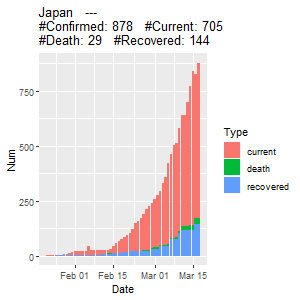 Japan ---
#Confirmed: 878 #Current: 705
#Death: 29 #Recovered: 144
750
500
250
0
Num
Feb 01 Feb 15 Mar 01 Mar 15
Date
Type
current
death
recovered